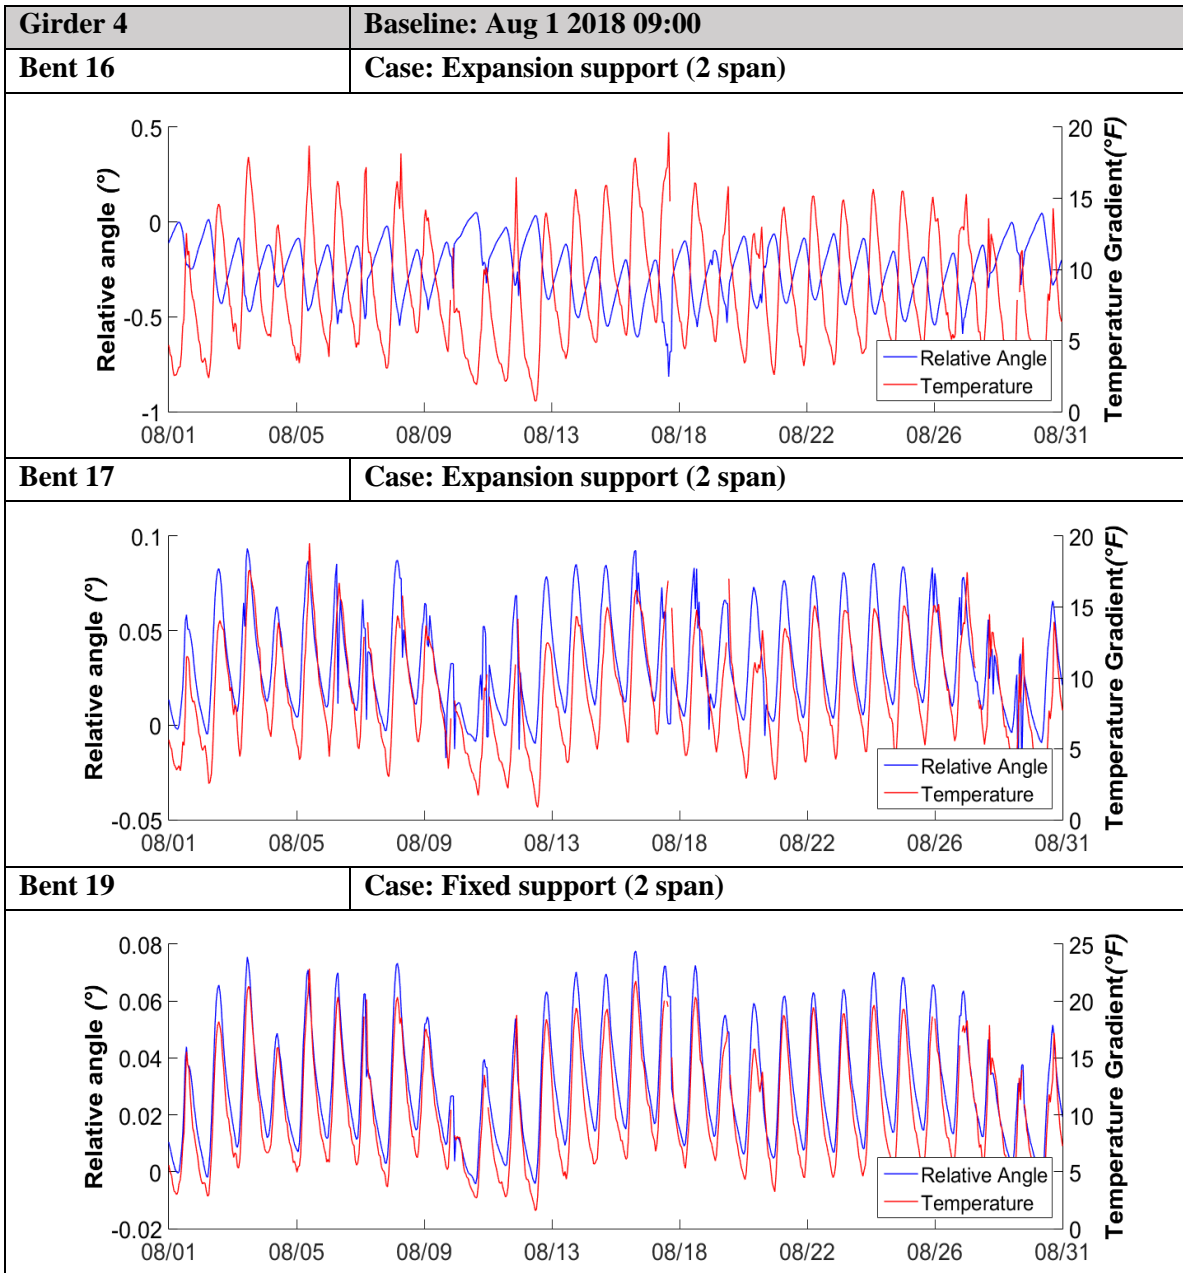 Girder 4 Baseline: Aug 1 2018 09:00
Bent 16 Case: Expansion support (2 span)
0.5
0
-0.5
-1
Relative angle (°)
20
15
10
5
0
Temperature Gradient(°F)
Relative Angle
Temperature
08/01 08/05 08/09 08/13 08/18 08/22 08/26 08/31
Bent 17 Case: Expansion support (2 span)
0.1
0.05
0
-0.05
Relative angle (°)
20
15
10
5
0
Temperature Gradient(°F)
Relative Angle
Temperature
08/01 08/05 08/09 08/13 08/18 08/22 08/26 08/31
Bent 19 Case: Fixed support (2 span)
0.08
0.06
0.04
0.02
0
-0.02
Relative angle (°)
25
20
15
10
5
0
Temperature Gradient(°F)
Relative Angle
Temperature
08/01 08/05 08/09 08/13 08/18 08/22 08/26 08/31